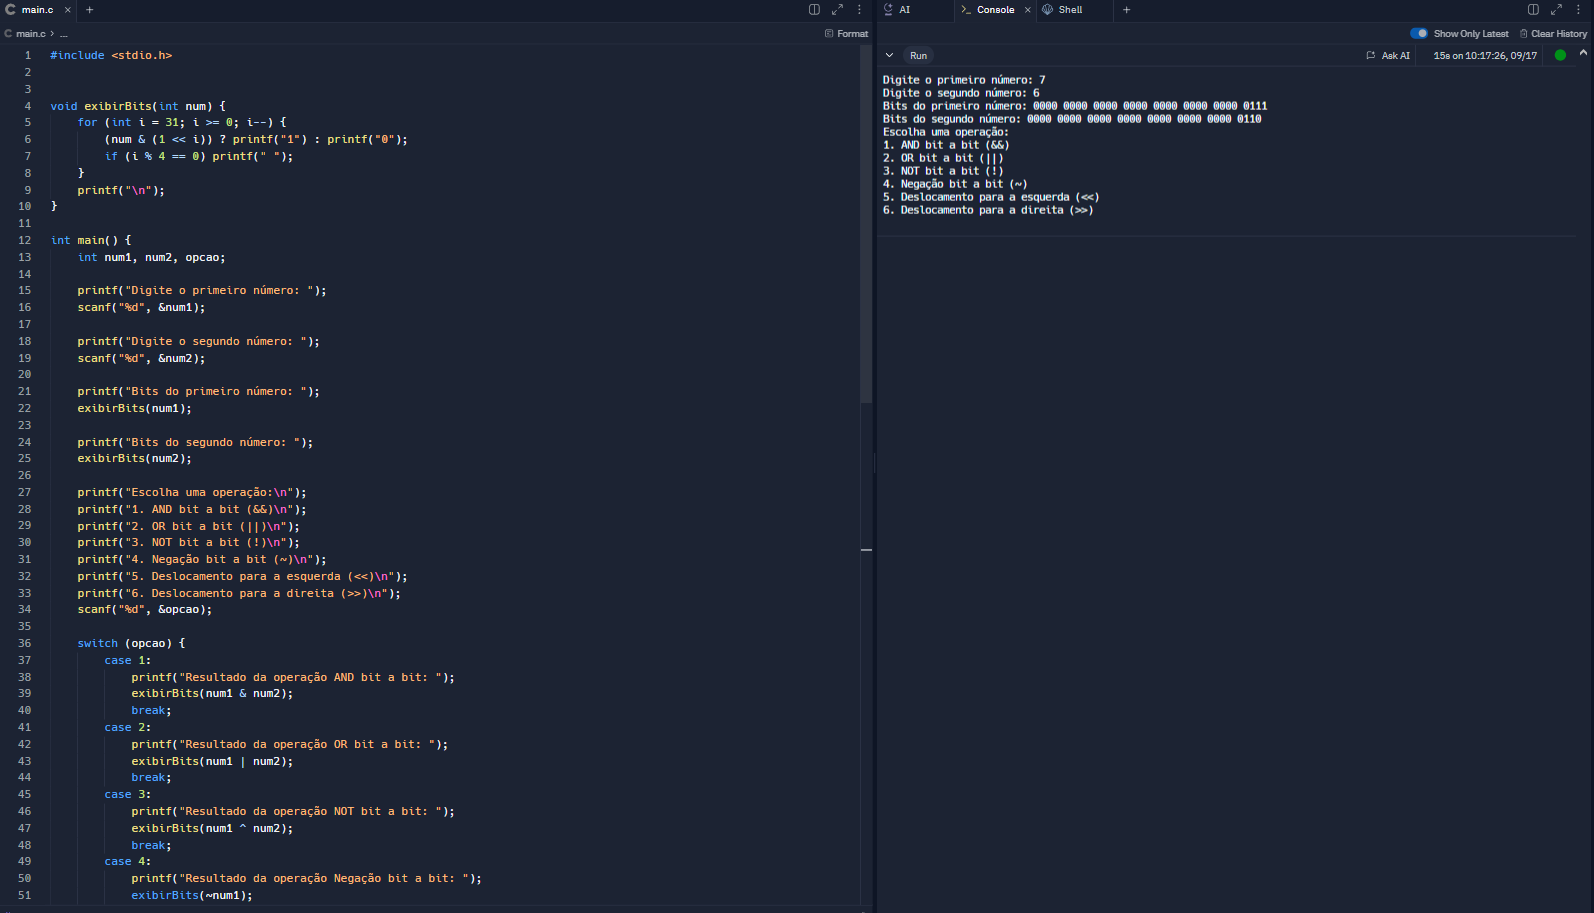 main.c × +
main.c > ...
Format
1 #include <stdio.h>
2
3
4 void exibirBits(int num) {
5 for (int i = 31; i >= 0; i--) {
6 (num & (1 << i)) ? printf("1") : printf("0");
7 if (i % 4 == 0) printf(" ");
8 }
9 printf("\n");
10 }
11
12 int main() {
13 int num1, num2, opcao;
14
15 printf("Digite o primeiro número: ");
16 scanf("%d", &num1);
17
18 printf("Digite o segundo número: ");
19 scanf("%d", &num2);
20
21 printf("Bits do primeiro número: ");
22 exibirBits(num1);
23
24 printf("Bits do segundo número: ");
25 exibirBits(num2);
26
27 printf("Escolha uma operação:\n");
28 printf("1. AND bit a bit (&&)\n");
29 printf("2. OR bit a bit (||)\n");
30 printf("3. NOT bit a bit (!)\n");
31 printf("4. Negação bit a bit (~)\n");
32 printf("5. Deslocamento para a esquerda (<<)\n");
33 printf("6. Deslocamento para a direita (>>)\n");
34 scanf("%d", &opcao);
35
36 switch (opcao) {
37 case 1:
38 printf("Resultado da operação AND bit a bit: ");
39 exibirBits(num1 & num2);
40 break;
41 case 2:
42 printf("Resultado da operação OR bit a bit: ");
43 exibirBits(num1 | num2);
44 break;
45 case 3:
46 printf("Resultado da operação NOT bit a bit: ");
47 exibirBits(num1 ^ num2);
48 break;
49 case 4:
50 printf("Resultado da operação Negação bit a bit: ");
51 exibirBits(~num1);
AI Console × Shell +
Show Only Latest Clear History
Run Ask AI 15s on 10:17:26, 09/17
Digite o primeiro número: 7
Digite o segundo número: 6
Bits do primeiro número: 0000 0000 0000 0000 0000 0000 0000 0111
Bits do segundo número: 0000 0000 0000 0000 0000 0000 0000 0110
Escolha uma operação:
1. AND bit a bit (&&)
2. OR bit a bit (||)
3. NOT bit a bit (!)
4. Negação bit a bit (~)
5. Deslocamento para a esquerda (<<)
6. Deslocamento para a direita (>>)